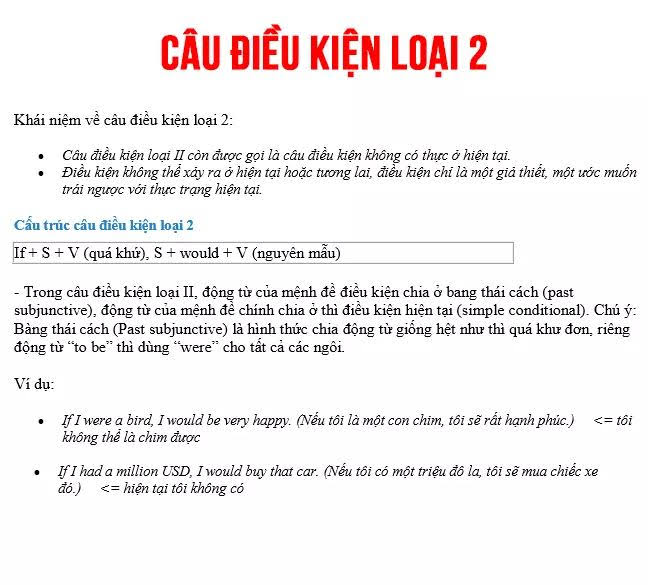 CÂU ĐIỀU KIỆN LOẠI 2
Khái niệm về câu điều kiện loại 2:
• Câu điều kiện loại II còn được gọi là câu điều kiện không có thực ở hiện tại.
• Điều kiện không thể xảy ra ở hiện tại hoặc tương lai, điều kiện chỉ là một giả thiết, một ước muốn
trái ngược với thực trạng hiện tại.
Cấu trúc câu điều kiện loại 2
If + S + V (quá khứ), S + would + V (nguyên mẫu)
- Trong câu điều kiện loại II, động từ của mệnh đề điều kiện chia ở bang thái cách (past
subjunctive), động từ của mệnh đề chính chia ở thì điều kiện hiện tại (simple conditional). Chú ý:
Bàng thái cách (Past subjunctive) là hình thức chia động từ giống hệt như thì quá khư đơn, riêng
động từ “to be” thì dùng “were” cho tất cả các ngôi.
Ví dụ:
• If I were a bird, I would be very happy. (Nếu tôi là một con chim, tôi sẽ rất hạnh phúc.) <= tôi
không thể là chim được
• If I had a million USD, I would buy that car. (Nếu tôi có một triệu đô la, tôi sẽ mua chiếc xe
đó.) <= hiện tại tôi không có